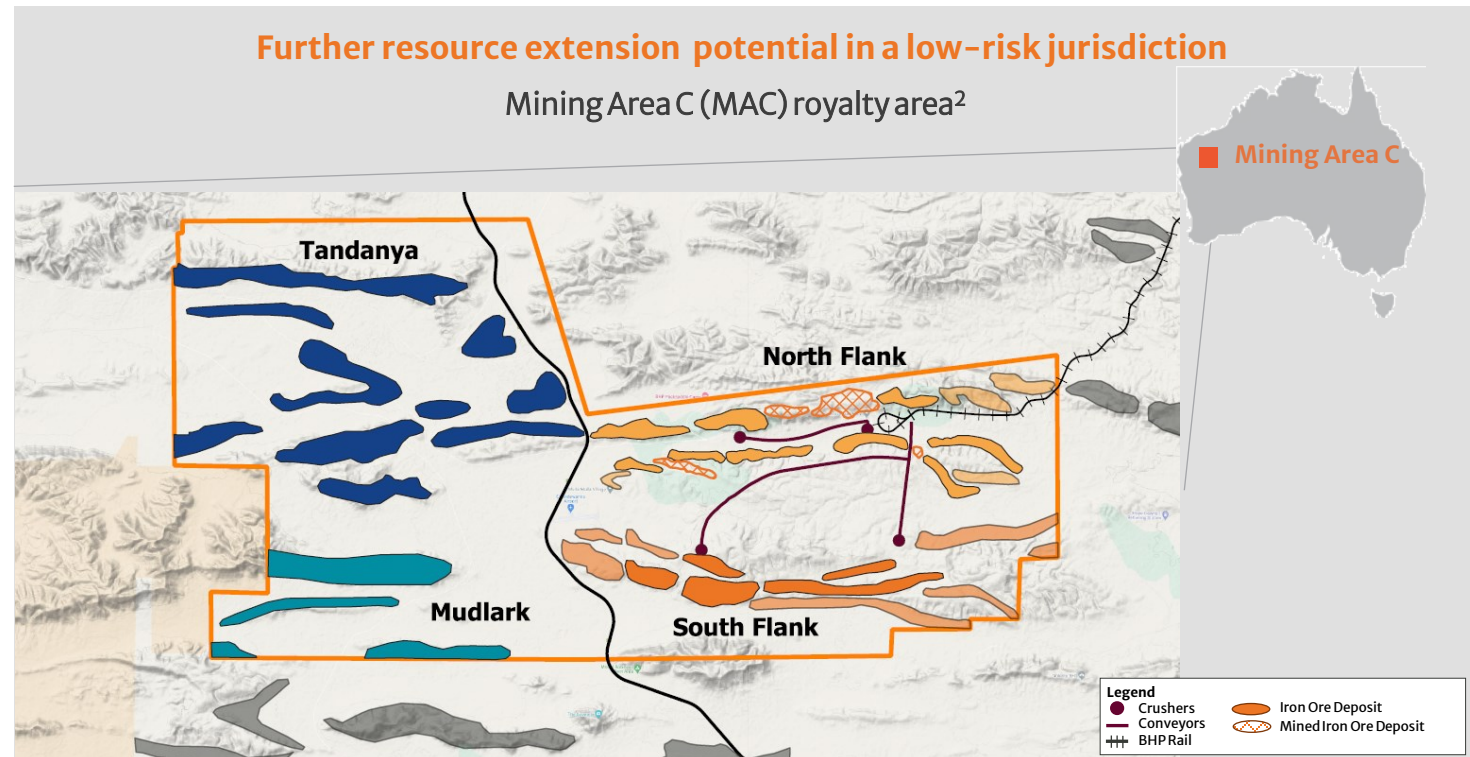 Further resource extension potential in a low-risk jurisdiction
Mining Area C (MAC) royalty area²
Mining Area C
Tandanya
North Flank
Mudlark
South Flank
Legend
Crushers
Conveyors
BHP Rail
Iron Ore Deposit
Mined Iron Ore Deposit